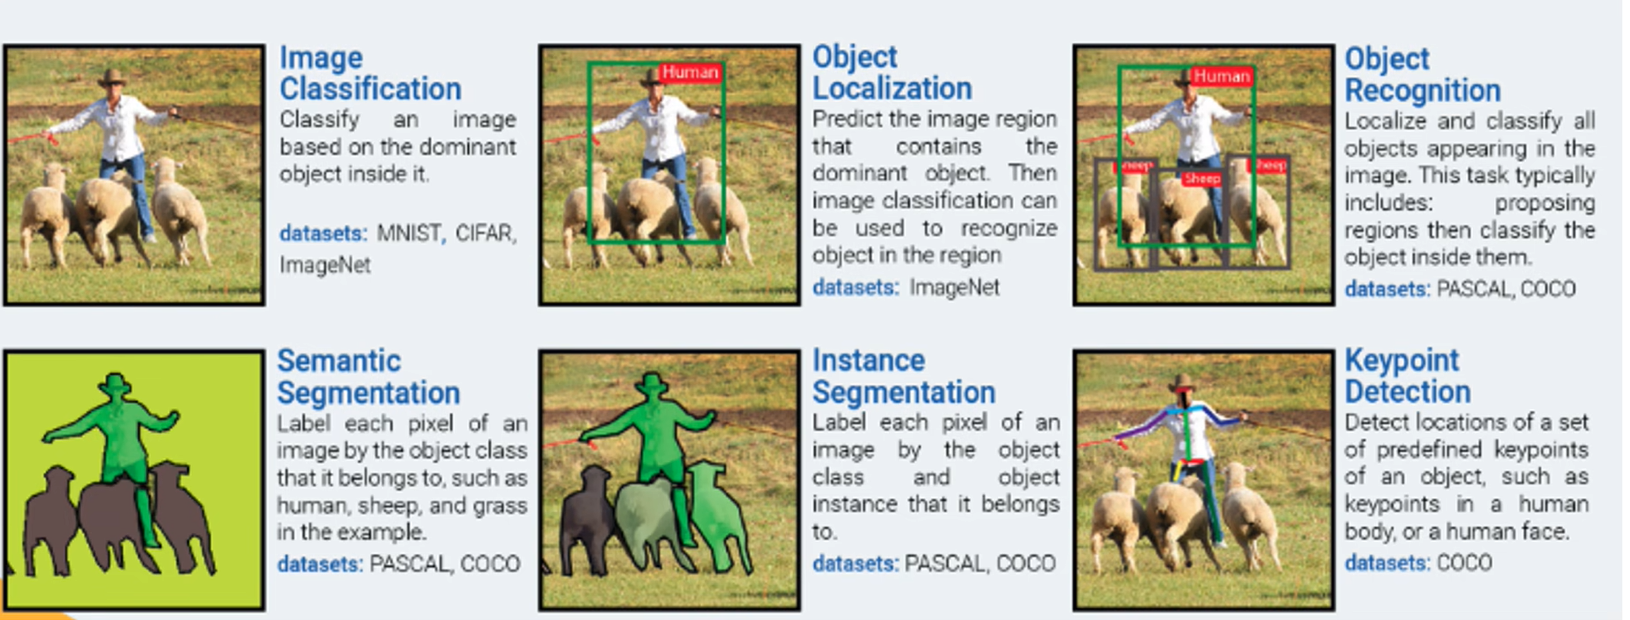 Image
Classification
Classify an image
based on the dominant
object inside it.
datasets: MNIST, CIFAR,
ImageNet
Human
Object
Localization
Predict the image region
that contains the
dominant object. Then
image classification can
be used to recognize
object in the region
datasets: ImageNet
Human
Sheep
Sheep
Object
Recognition
Localize and classify all
objects appearing in the
image. This task typically
includes: proposing
regions then classify the
object inside them.
datasets: PASCAL, COCO
Semantic
Segmentation
Label each pixel of an
image by the object class
that it belongs to, such as
human, sheep, and grass
in the example.
datasets: PASCAL, COCO
Instance
Segmentation
Label each pixel of an
image by the object
class and object
instance that it belongs
to.
datasets: PASCAL, COCO
Keypoint
Detection
Detect locations of a set
of predefined keypoints
of an object, such as
keypoints in a human
body, or a human face.
datasets: COCO